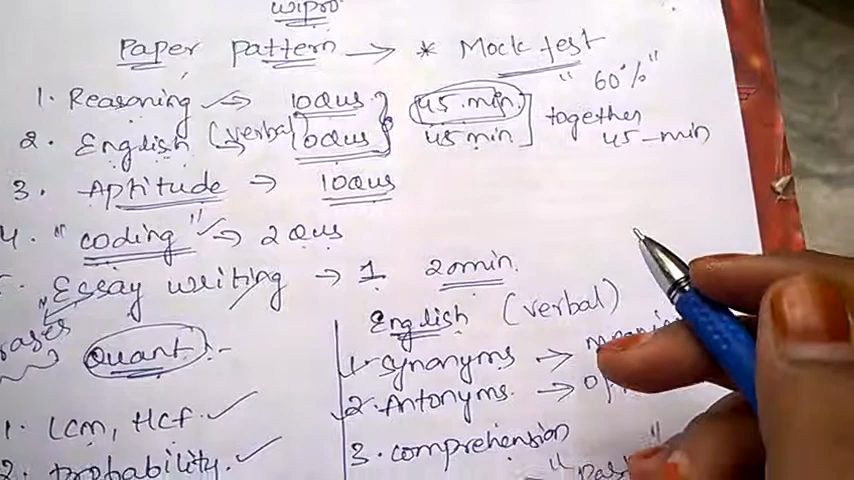 wipro
Paper pattern → * Mock test
"60%"
1. Reasoning → 10 Qus 45 min together
2. English (verbal) → 10 Qus 45 min 45-min
3. Aptitude → 10 Qus
4. "coding" → 2 Qus
Essay writing → 1 20 min.
Quant :-
1. LCM, HCF.
2. probability.
English (verbal)
1. Synonyms →
2. Antonyms. →
3. comprehension